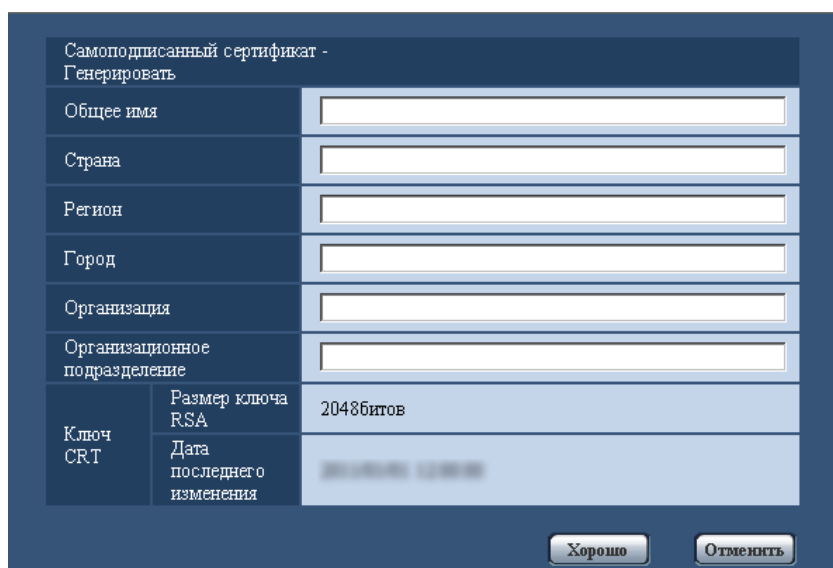 Самоподписанный сертификат -
Генерировать
Общее имя
Страна
Регион
Город
Организация
Организационное
подразделение
Ключ
CRT
Размер ключа
RSA
2048битов
Дата
последнего
изменения
Хорошо
Отменить